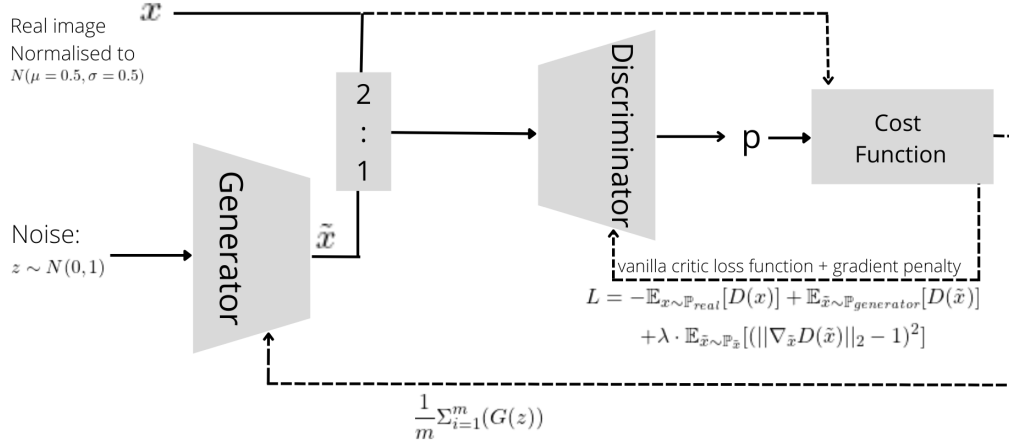 x
Real image
Normalised to
N(μ = 0.5, σ = 0.5)
2
:
1
Discriminator
p
Cost
Function
Generator
x̃
Noise:
z ∼ N(0, 1)
vanilla critic loss function + gradient penalty
L = −𝔼_{x∼ℙ_{real}}[D(x)] + 𝔼_{x̃∼ℙ_{generator}}[D(x̃)]
+λ · 𝔼_{x̃∼ℙ_{x̃}}[(||∇_{x̃}D(x̃)||₂ − 1)²]
\frac{1}{m}Σ_{i=1}^{m}(G(z))